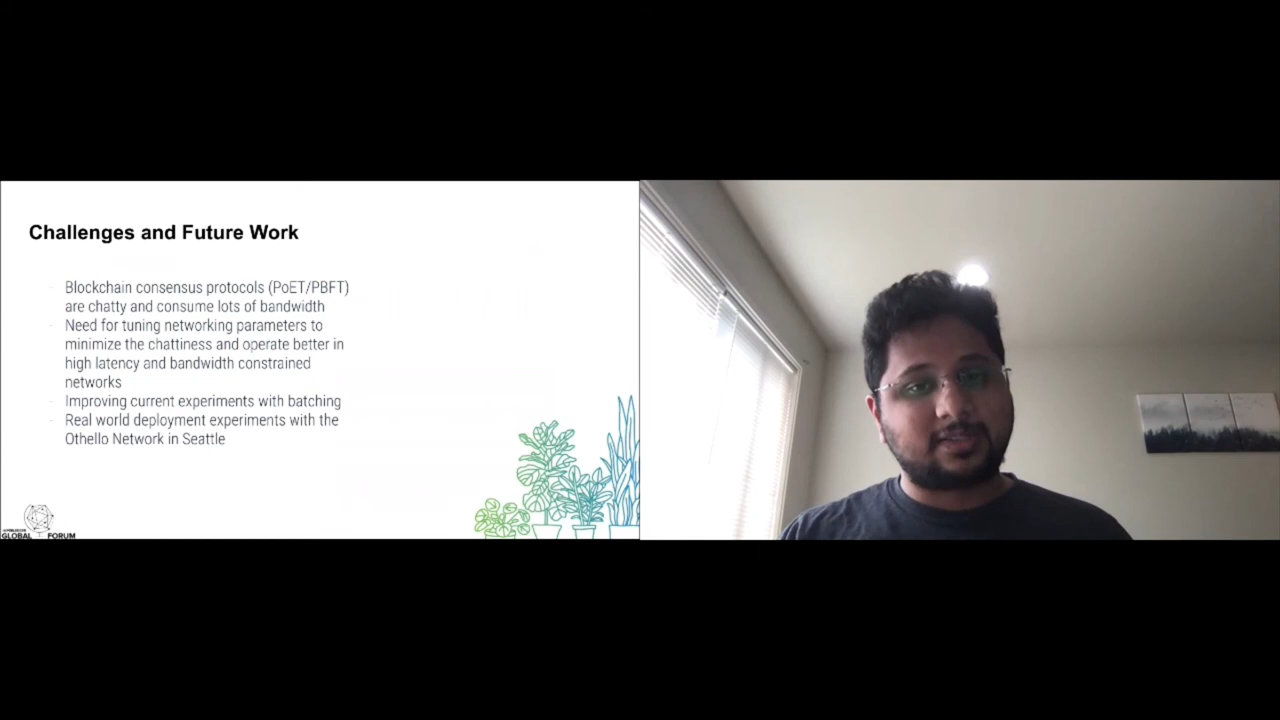 Challenges and Future Work
- Blockchain consensus protocols (PoET/PBFT)
are chatty and consume lots of bandwidth
- Need for tuning networking parameters to
minimize the chattiness and operate better in
high latency and bandwidth constrained
networks
- Improving current experiments with batching
- Real world deployment experiments with the
Othello Network in Seattle
HYPERLEDGER
GLOBAL FORUM